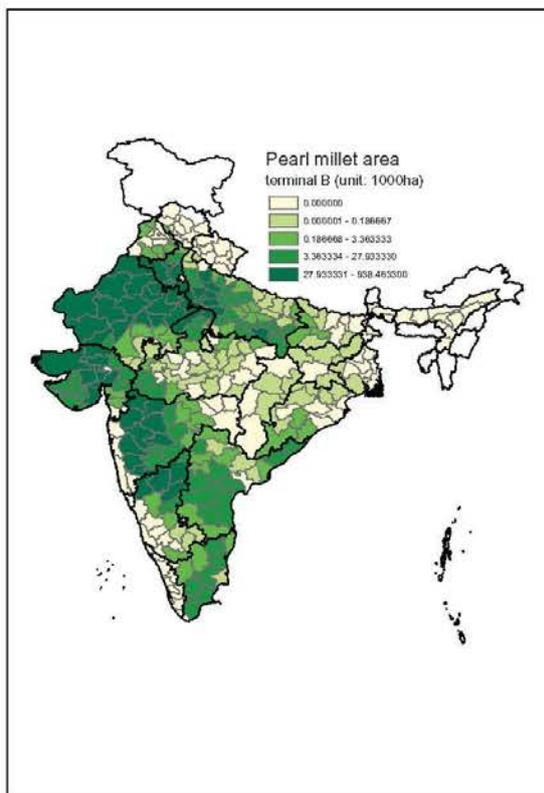 Pearl millet area
terminal B (unit: 1000ha)
0.000000
0.000001 - 0.186667
0.186668 - 3.363333
3.363334 - 27.933330
27.933331 - 938.463300